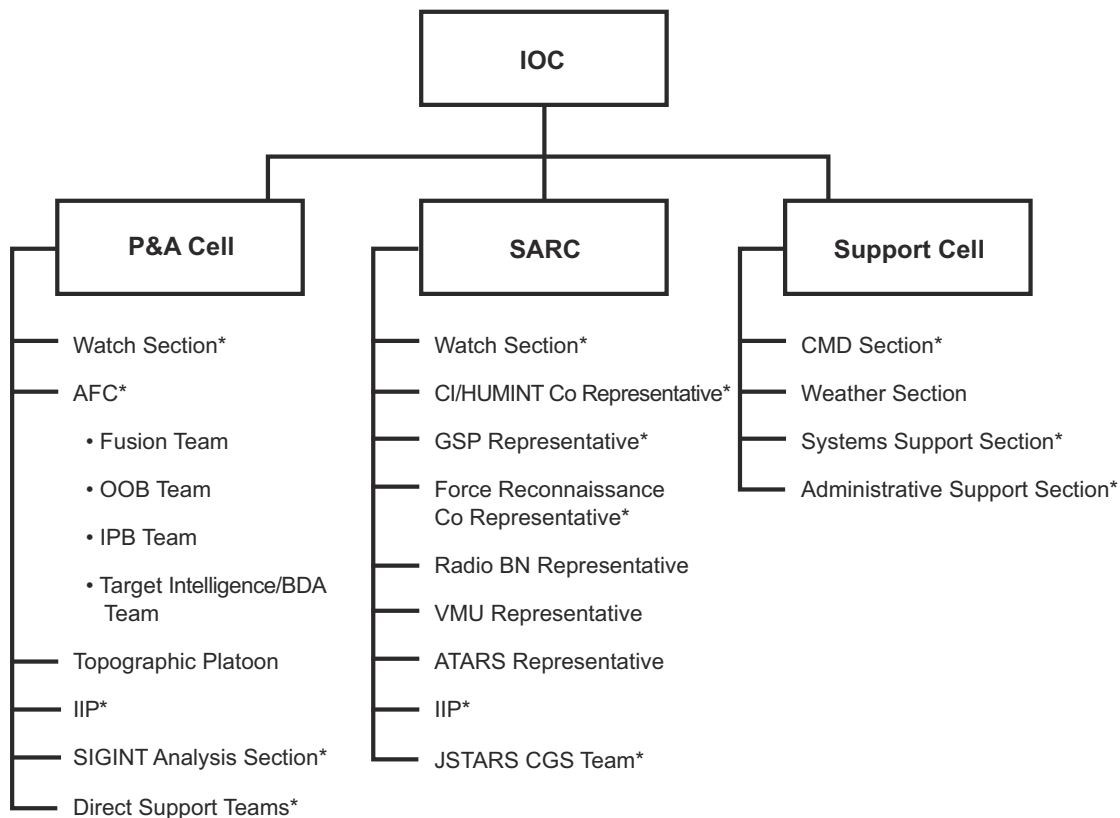 IOC
P&A Cell
Watch Section*
AFC*
• Fusion Team
• OOB Team
• IPB Team
• Target Intelligence/BDA
Team
Topographic Platoon
IIP*
SIGINT Analysis Section*
Direct Support Teams*
SARC
Watch Section*
CI/HUMINT Co Representative*
GSP Representative*
Force Reconnaissance
Co Representative*
Radio BN Representative
VMU Representative
ATARS Representative
IIP*
JSTARS CGS Team*
Support Cell
CMD Section*
Weather Section
Systems Support Section*
Administrative Support Section*